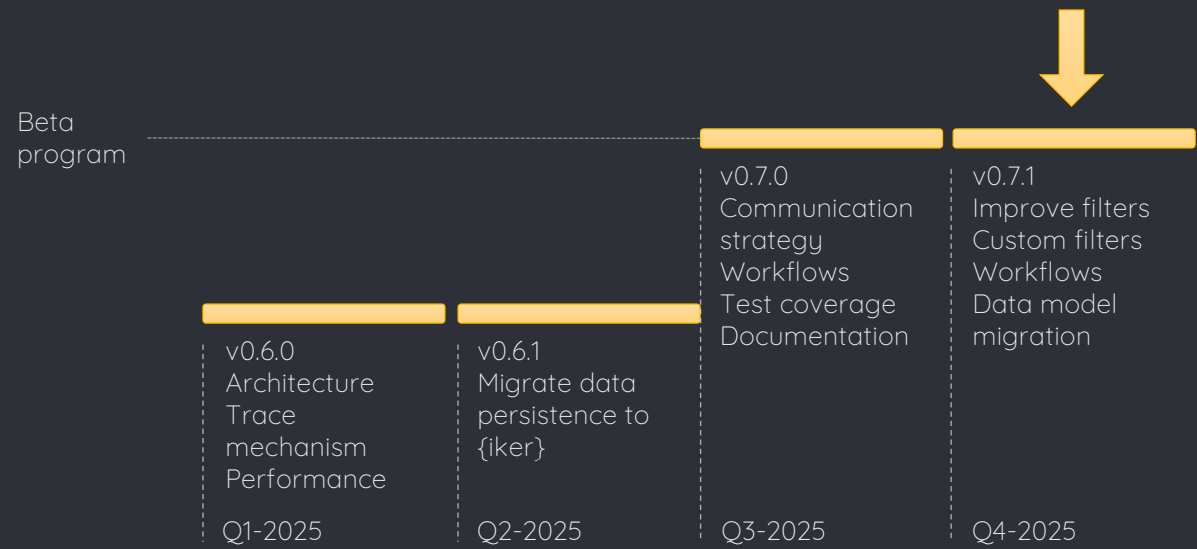 Beta
program
v0.7.0
Communication
strategy
Workflows
Test coverage
Documentation
v0.7.1
Improve filters
Custom filters
Workflows
Data model
migration
v0.6.0
Architecture
Trace
mechanism
Performance
v0.6.1
Migrate data
persistence to
{iker}
Q1-2025
Q2-2025
Q3-2025
Q4-2025